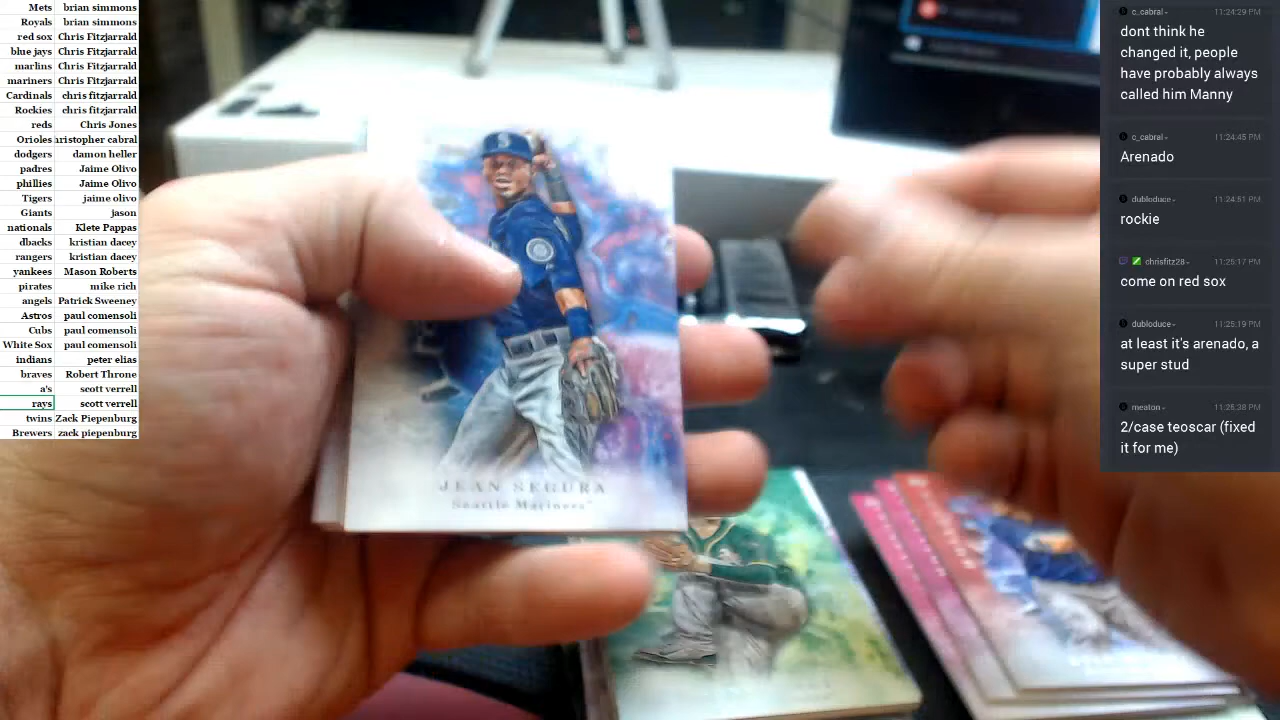 Mets brian simmons
Royals brian simmons
red sox Chris Fitzjarrald
blue jays Chris Fitzjarrald
marlins Chris Fitzjarrald
mariners Chris Fitzjarrald
Cardinals chris fitzjarrald
Rockies chris fitzjarrald
reds Chris Jones
Orioles hristopher cabral
dodgers damon heller
padres Jaime Olivo
phillies Jaime Olivo
Tigers jaime olivo
Giants jason
nationals Klete Pappas
dbacks kristian dacey
rangers kristian dacey
yankees Mason Roberts
pirates mike rich
angels Patrick Sweeney
Astros paul comensoli
Cubs paul comensoli
White Sox paul comensoli
indians peter elias
braves Robert Throne
a's scott verrell
rays scott verrell
twins Zack Piepenburg
Brewers zack piepenburg
JEAN SEGURA
Seattle Mariners
c_cabral 11:24:29 PM
dont think he
changed it, people
have probably always
called him Manny
c_cabral 11:24:45 PM
Arenado
dubloduce 11:24:51 PM
rockie
chrisfitz28 11:25:17 PM
come on red sox
dubloduce 11:25:19 PM
at least it's arenado, a
super stud
meaton 11:25:38 PM
2/case teoscar (fixed
it for me)